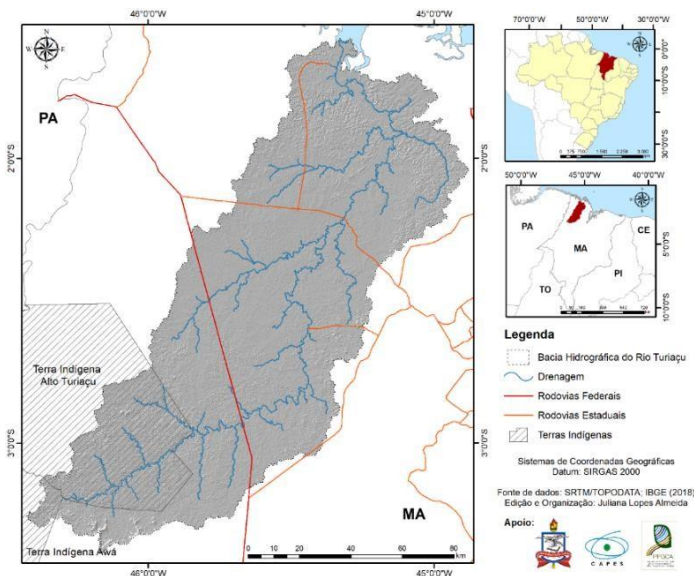 46°0'0"W
45°0'0"W
PA
2°0'0"S
3°0'0"S
Terra Indígena
Alto Turiaçu
Terra Indígena Awá
MA
0 10 20 40 60 80
46°0'0"W
45°0'0"W
70°0'0"W
50°0'0"W
30°0'0"W
0°0'0"
10°0'0"S
20°0'0"S
30°0'0"S
50°0'0"W
45°0'0"W
40°0'0"W
PA
MA
CE
PI
TO
5°0'0"S
10°0'0"S
Legenda
Bacia Hidrográfica do Rio Turiaçu
Drenagem
Rodovias Federais
Rodovias Estaduais
Terras Indígenas
Sistemas de Coordenadas Geográficas
Datum: SIRGAS 2000
Fonte de dados: SRTM/TOPODATA; IBGE (2018)
Edição e Organização: Juliana Lopes Almeida
Apoio:
CAPES